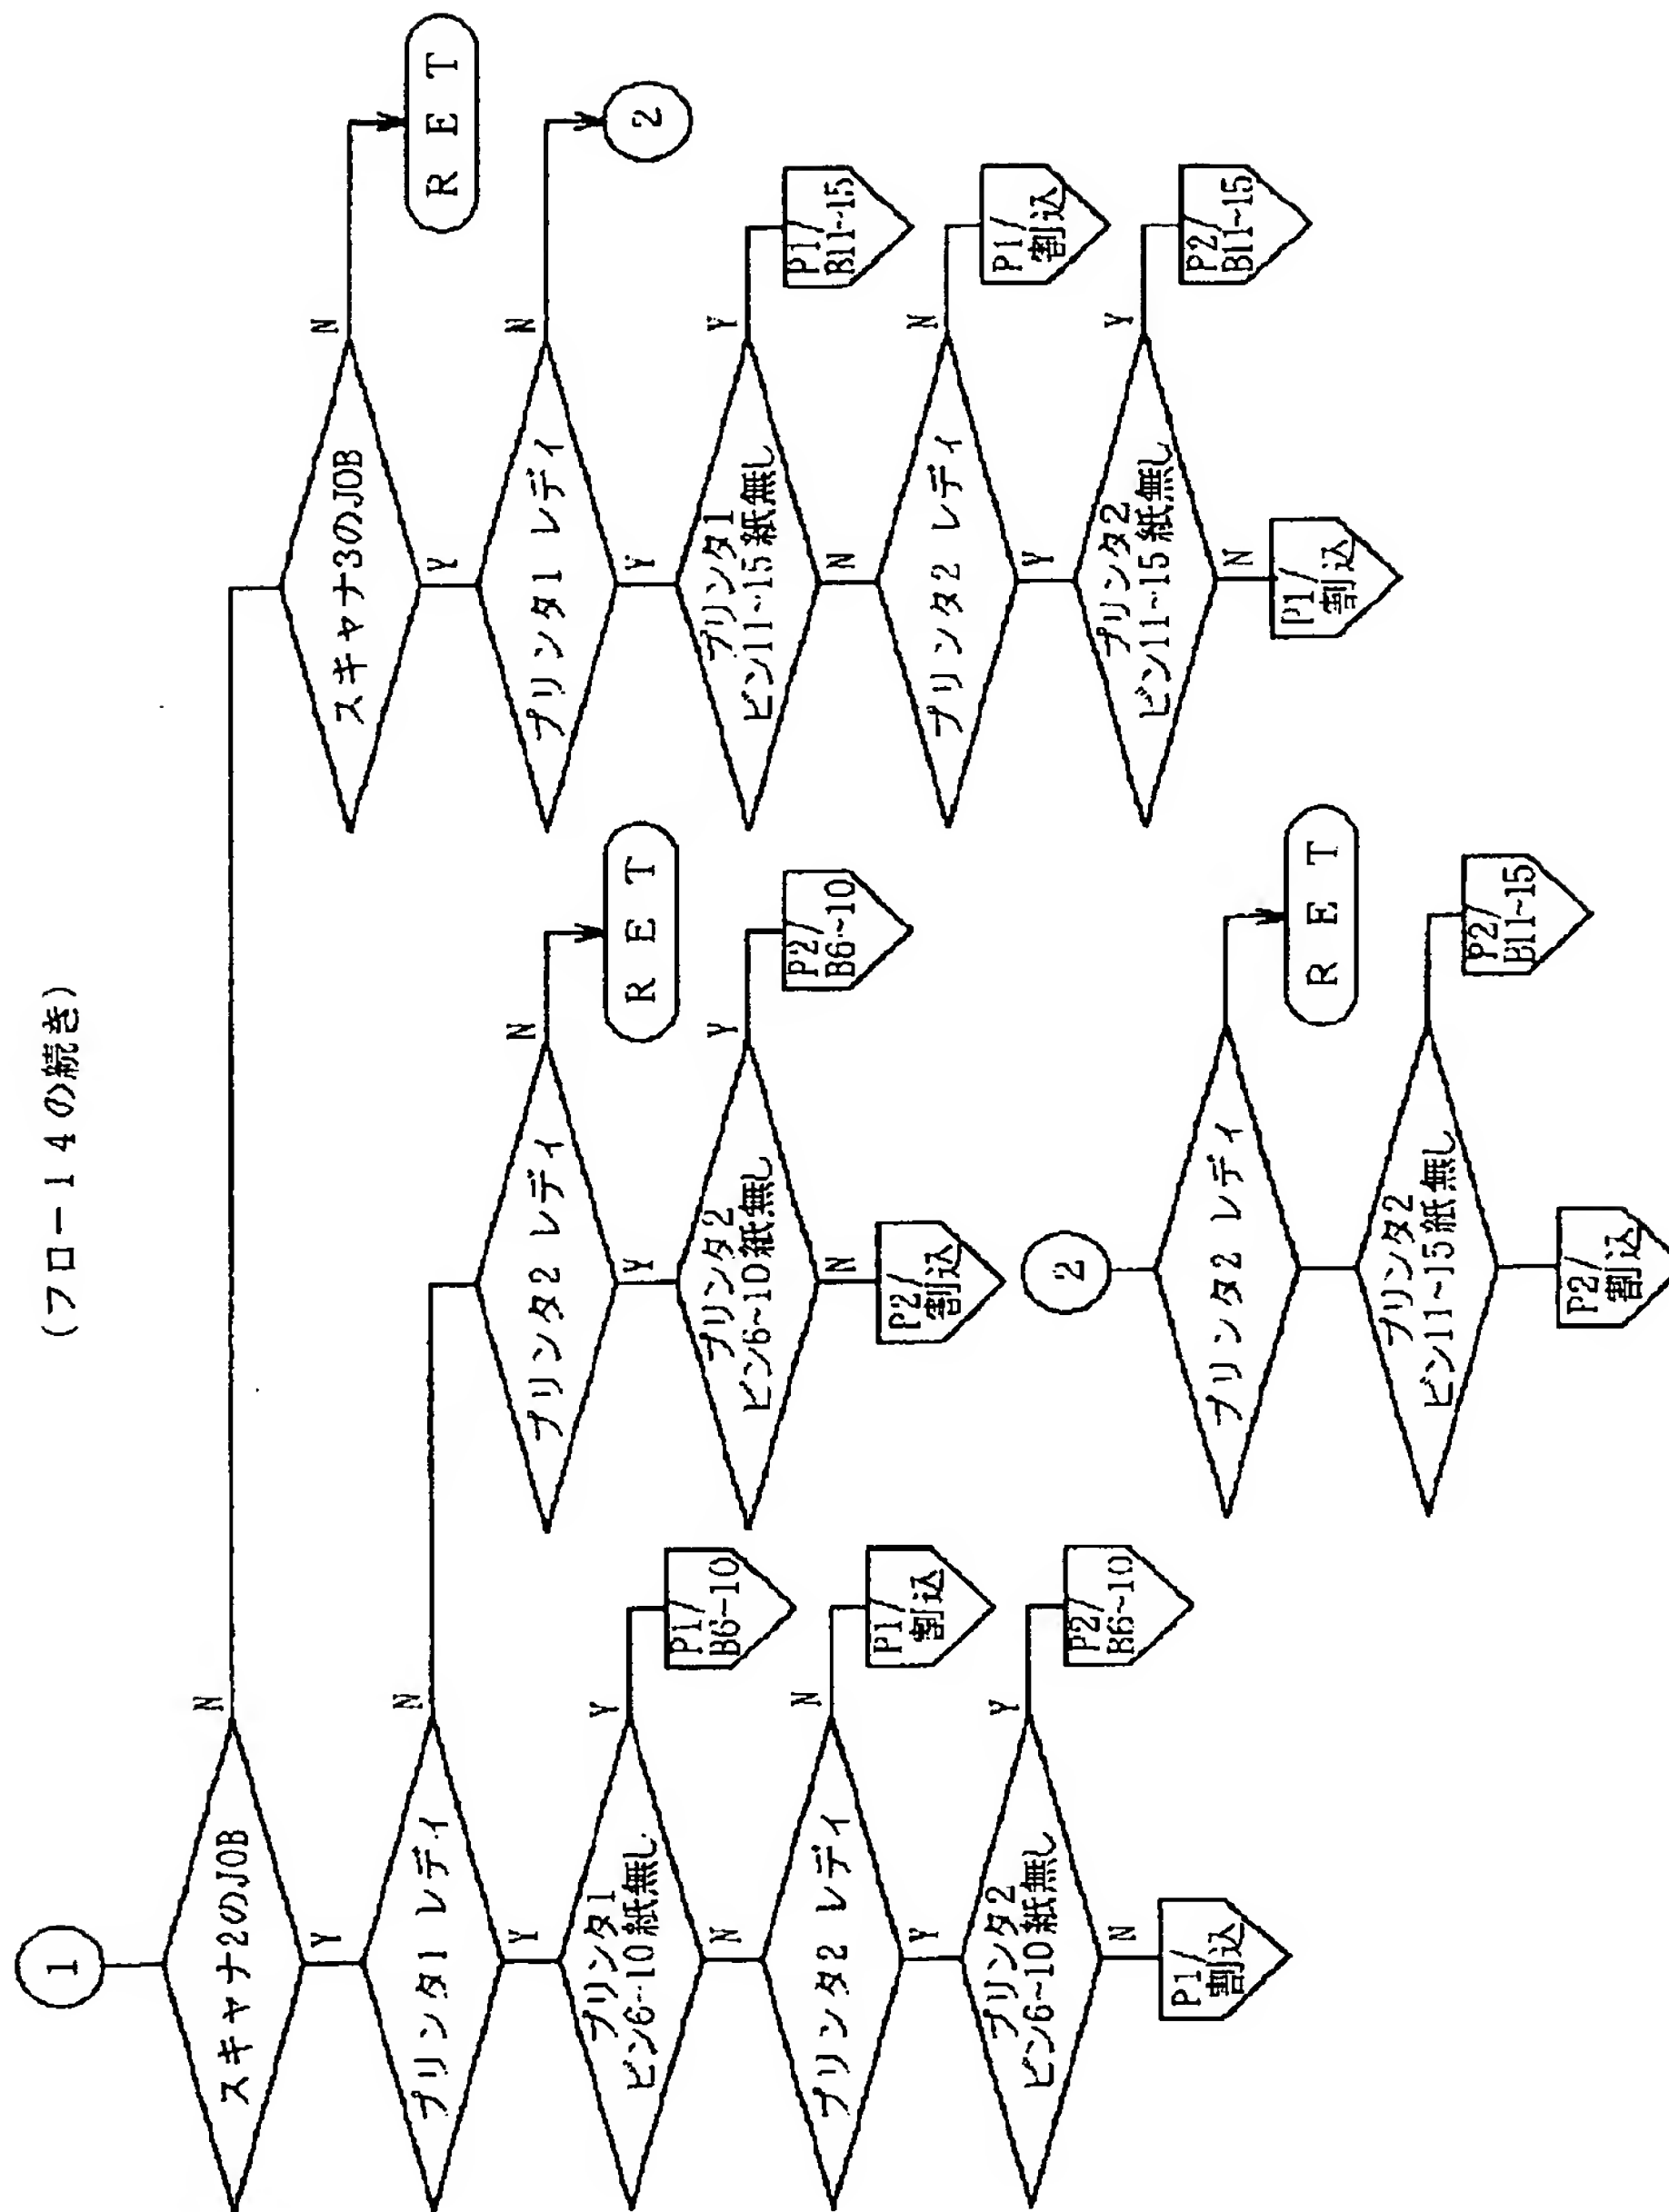 (フロー14の続き)
1
スキャナ2のJOB
N
Y
プリンタ1 レディ
N
Y
プリンタ1
ビン6~10紙無し
Y
P1/
B6~10
N
プリンタ2 レディ
N
P1/
割込
Y
プリンタ2
ビン6~10紙無し
Y
P2/
B6~10
N
P1/
割込
プリンタ2 レディ
N
RET
Y
プリンタ2
ビン6~10紙無し
Y
P2/
B6~10
N
P2/
割込
スキャナ3のJOB
N
RET
Y
プリンタ1 レディ
N
2
Y
プリンタ1
ビン11~15紙無し
Y
P1/
B11~15
N
プリンタ2 レディ
N
P1/
割込
Y
プリンタ2
ビン11~15紙無し
Y
P2/
B11~15
N
P1/
割込
2
プリンタ2 レディ
RET
プリンタ2
ビン11~15紙無し
P2/
B11~15
P2/
割込